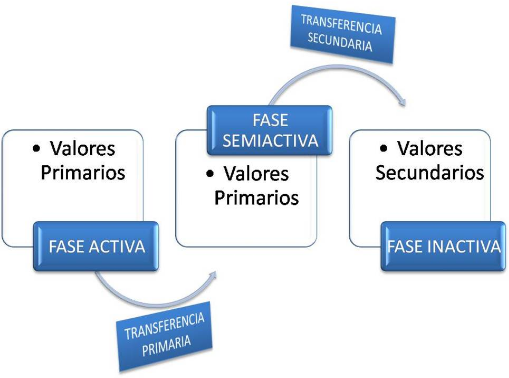 TRANSFERENCIA
SECUNDARIA
• Valores
Primarios
FASE ACTIVA
TRANSFERENCIA
PRIMARIA
FASE
SEMIACTIVA
• Valores
Primarios
• Valores
Secundarios
FASE INACTIVA